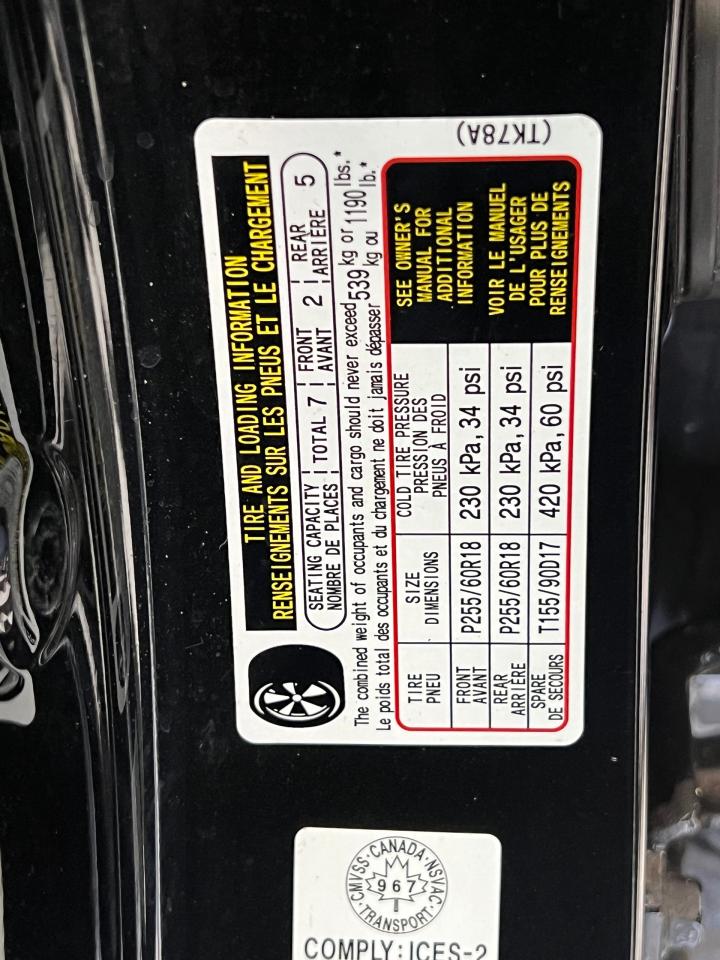 TIRE AND LOADING INFORMATION
RENSEIGNEMENTS SUR LES PNEUS ET LE CHARGEMENT
SEATING CAPACITY TOTAL 7 FRONT 2 REAR 5
NOMBRE DE PLACES AVANT ARRIÈRE
The combined weight of occupants and cargo should never exceed 539 kg or 1190 lbs.*
Le poids total des occupants et du chargement ne doit jamais dépasser kg ou lb.*
TIRE SIZE COLD TIRE PRESSURE
PNEU DIMENSIONS PRESSION DES
PNEUS À FROID
FRONT P255/60R18 230 kPa, 34 psi
AVANT
REAR P255/60R18 230 kPa, 34 psi
ARRIÈRE
SPARE T155/90D17 420 kPa, 60 psi
DE SECOURS
SEE OWNER'S
MANUAL FOR
ADDITIONAL
INFORMATION
VOIR LE MANUEL
DE L'USAGER
POUR PLUS DE
RENSEIGNEMENTS
(TK78A)
CMVSS·CANADA·NSVAC·
967
TRANSPORT
COMPLY:ICES-2